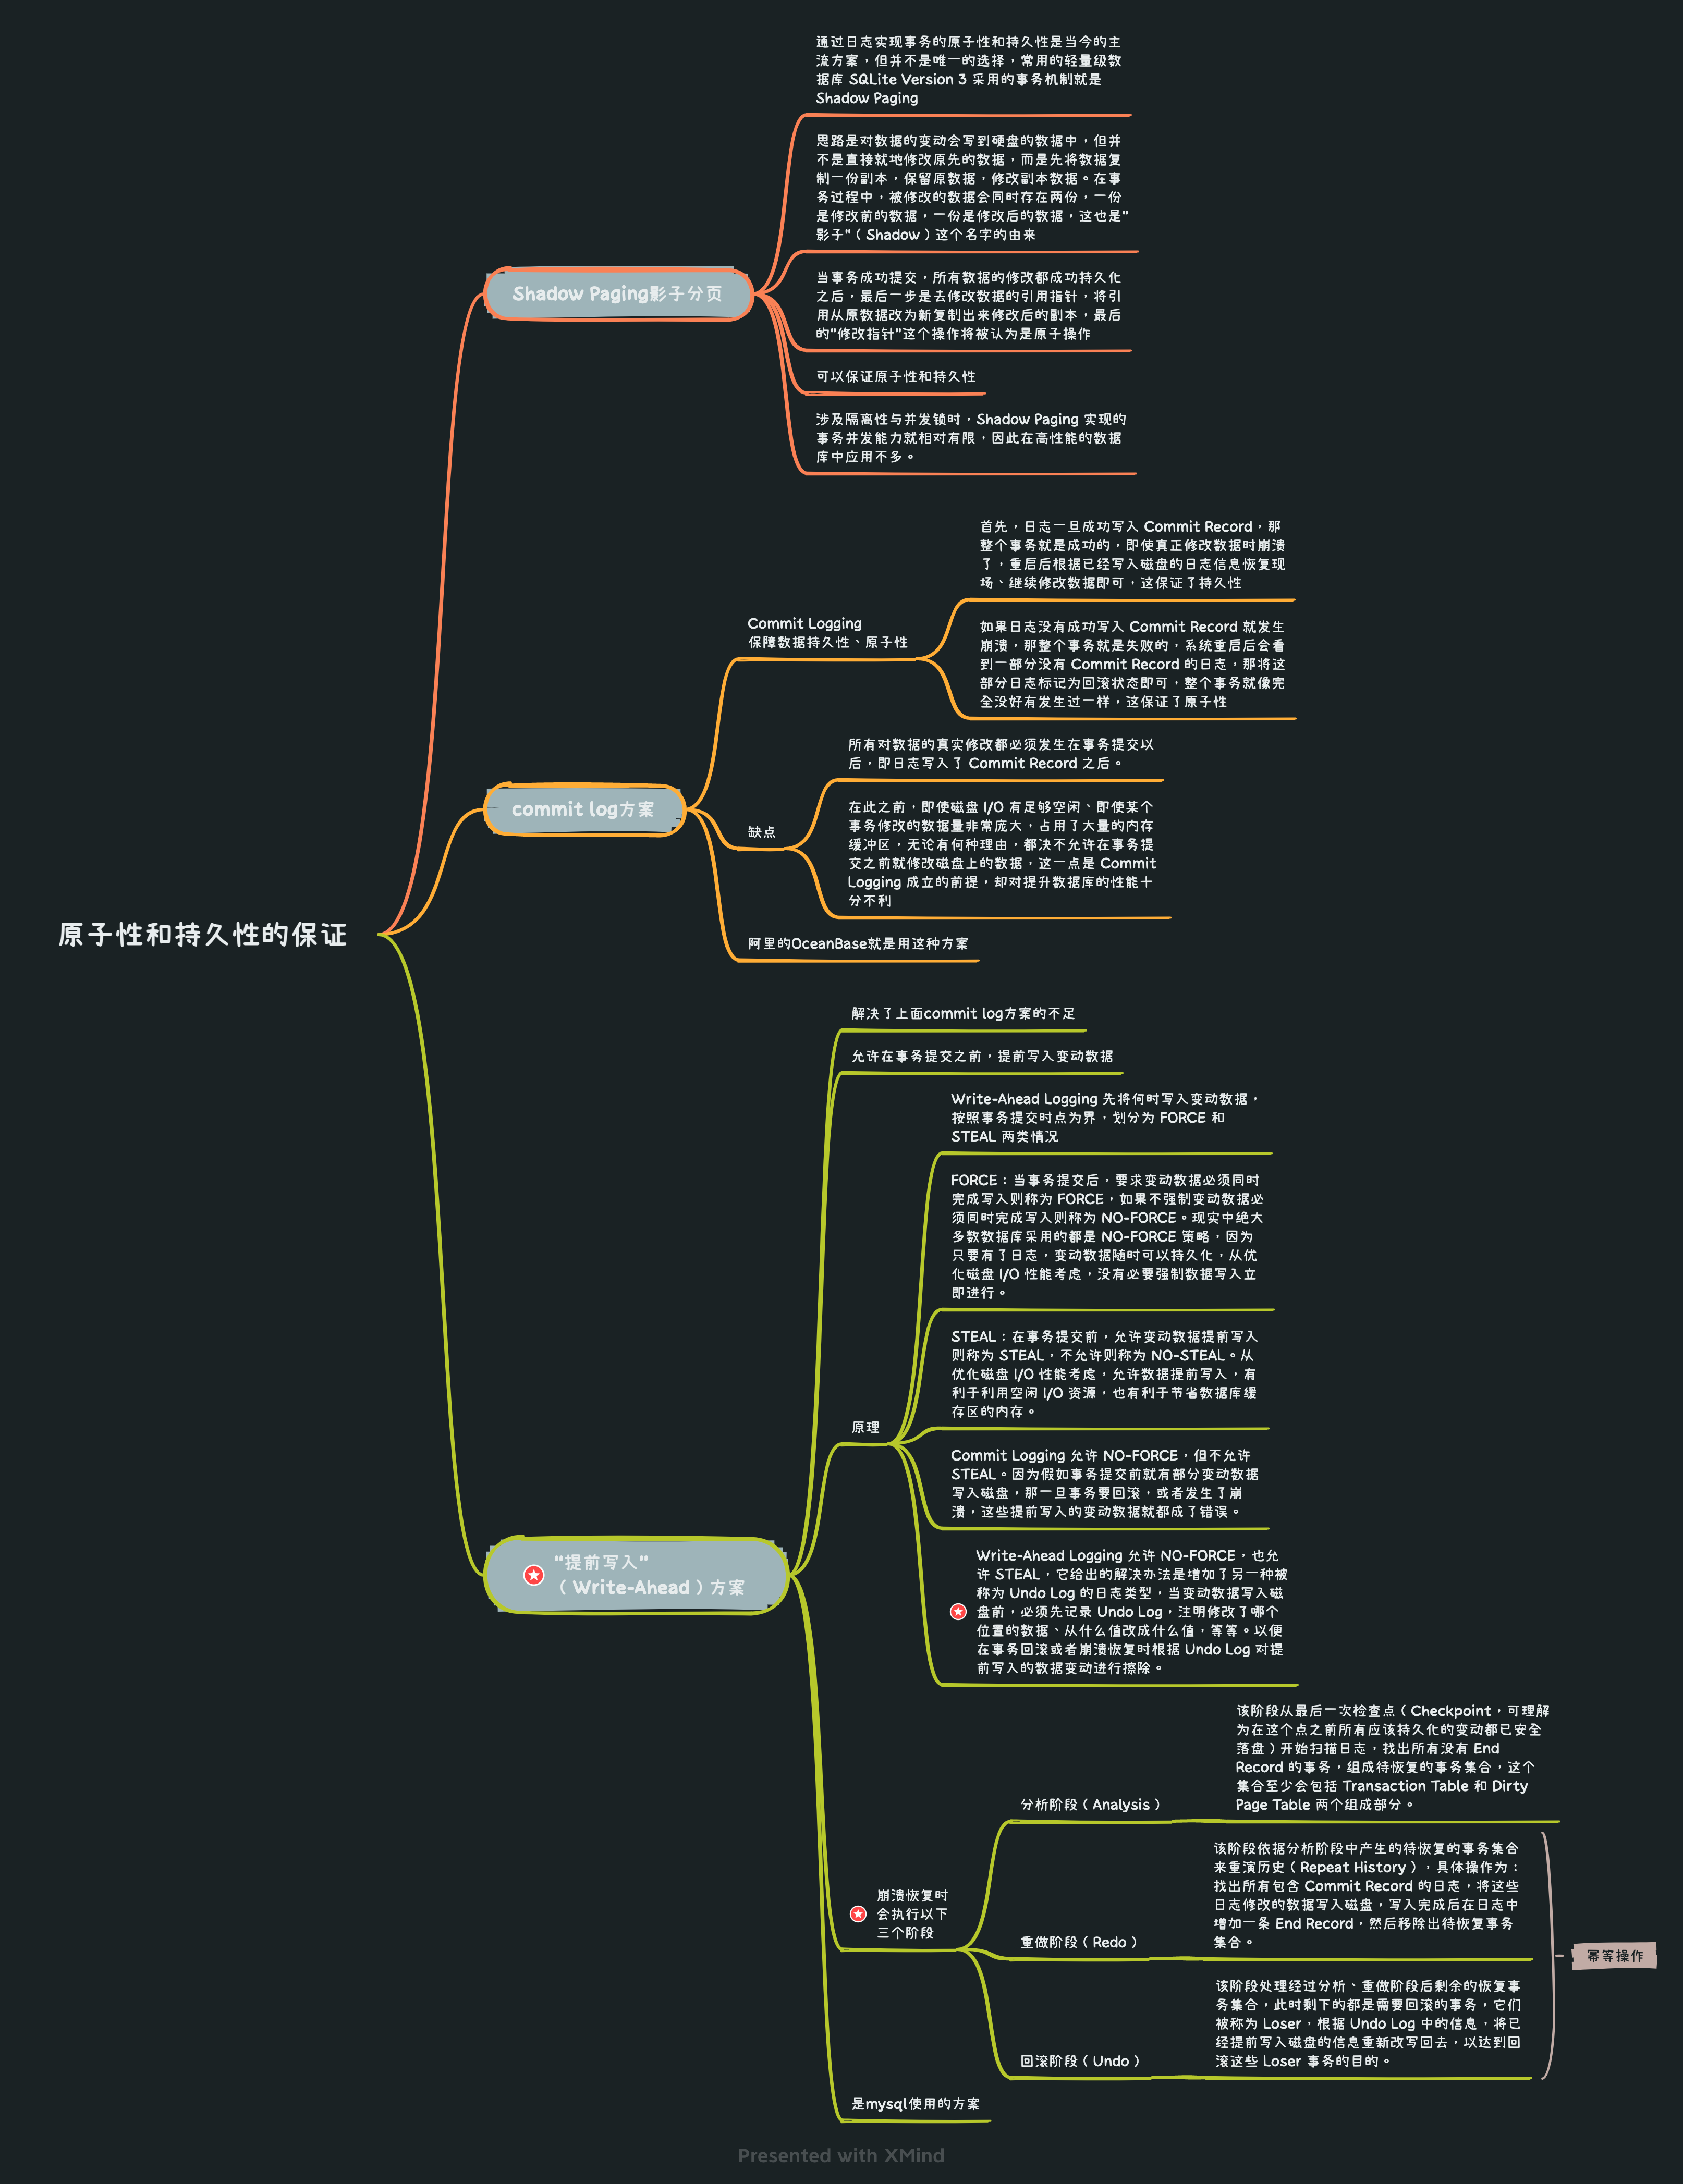 原子性和持久性的保证
Shadow Paging影子分页
通过日志实现事务的原子性和持久性是当今的主
流方案，但并不是唯一的选择，常用的轻量级数
据库 SQLite Version 3 采用的事务机制就是
Shadow Paging
思路是对数据的变动会写到硬盘的数据中，但并
不是直接就地修改原先的数据，而是先将数据复
制一份副本，保留原数据，修改副本数据。在事
务过程中，被修改的数据会同时存在两份，一份
是修改前的数据，一份是修改后的数据，这也是"
影子"（Shadow）这个名字的由来
当事务成功提交，所有数据的修改都成功持久化
之后，最后一步是去修改数据的引用指针，将引
用从原数据改为新复制出来修改后的副本，最后
的"修改指针"这个操作将被认为是原子操作
可以保证原子性和持久性
涉及隔离性与并发锁时，Shadow Paging 实现的
事务并发能力就相对有限，因此在高性能的数据
库中应用不多。
commit log方案
Commit Logging
保障数据持久性、原子性
首先，日志一旦成功写入 Commit Record，那
整个事务就是成功的，即使真正修改数据时崩溃
了，重启后根据已经写入磁盘的日志信息恢复现
场、继续修改数据即可，这保证了持久性
如果日志没有成功写入 Commit Record 就发生
崩溃，那整个事务就是失败的，系统重启后会看
到一部分没有 Commit Record 的日志，那将这
部分日志标记为回滚状态即可，整个事务就像完
全没好有发生过一样，这保证了原子性
缺点
所有对数据的真实修改都必须发生在事务提交以
后，即日志写入了 Commit Record 之后。
在此之前，即使磁盘 I/O 有足够空闲、即使某个
事务修改的数据量非常庞大，占用了大量的内存
缓冲区，无论有何种理由，都决不允许在事务提
交之前就修改磁盘上的数据，这一点是 Commit
Logging 成立的前提，却对提升数据库的性能十
分不利
阿里的OceanBase就是用这种方案
"提前写入"
（Write-Ahead）方案
解决了上面commit log方案的不足
允许在事务提交之前，提前写入变动数据
原理
Write-Ahead Logging 先将何时写入变动数据，
按照事务提交时点为界，划分为 FORCE 和
STEAL 两类情况
FORCE：当事务提交后，要求变动数据必须同时
完成写入则称为 FORCE，如果不强制变动数据必
须同时完成写入则称为 NO-FORCE。现实中绝大
多数数据库采用的都是 NO-FORCE 策略，因为
只要有了日志，变动数据随时可以持久化，从优
化磁盘 I/O 性能考虑，没有必要强制数据写入立
即进行。
STEAL：在事务提交前，允许变动数据提前写入
则称为 STEAL，不允许则称为 NO-STEAL。从
优化磁盘 I/O 性能考虑，允许数据提前写入，有
利于利用空闲 I/O 资源，也有利于节省数据库缓
存区的内存。
Commit Logging 允许 NO-FORCE，但不允许
STEAL。因为假如事务提交前就有部分变动数据
写入磁盘，那一旦事务要回滚，或者发生了崩
溃，这些提前写入的变动数据就都成了错误。
Write-Ahead Logging 允许 NO-FORCE，也允
许 STEAL，它给出的解决办法是增加了另一种被
称为 Undo Log 的日志类型，当变动数据写入磁
盘前，必须先记录 Undo Log，注明修改了哪个
位置的数据、从什么值改成什么值，等等。以便
在事务回滚或者崩溃恢复时根据 Undo Log 对提
前写入的数据变动进行擦除。
崩溃恢复时
会执行以下
三个阶段
分析阶段（Analysis）
该阶段从最后一次检查点（Checkpoint，可理解
为在这个点之前所有应该持久化的变动都已安全
落盘）开始扫描日志，找出所有没有 End
Record 的事务，组成待恢复的事务集合，这个
集合至少会包括 Transaction Table 和 Dirty
Page Table 两个组成部分。
重做阶段（Redo）
该阶段依据分析阶段中产生的待恢复的事务集合
来重演历史（Repeat History），具体操作为：
找出所有包含 Commit Record 的日志，将这些
日志修改的数据写入磁盘，写入完成后在日志中
增加一条 End Record，然后移除出待恢复事务
集合。
回滚阶段（Undo）
该阶段处理经过分析、重做阶段后剩余的恢复事
务集合，此时剩下的都是需要回滚的事务，它们
被称为 Loser，根据 Undo Log 中的信息，将已
经提前写入磁盘的信息重新改写回去，以达到回
滚这些 Loser 事务的目的。
幂等操作
是mysql使用的方案
Presented with XMind